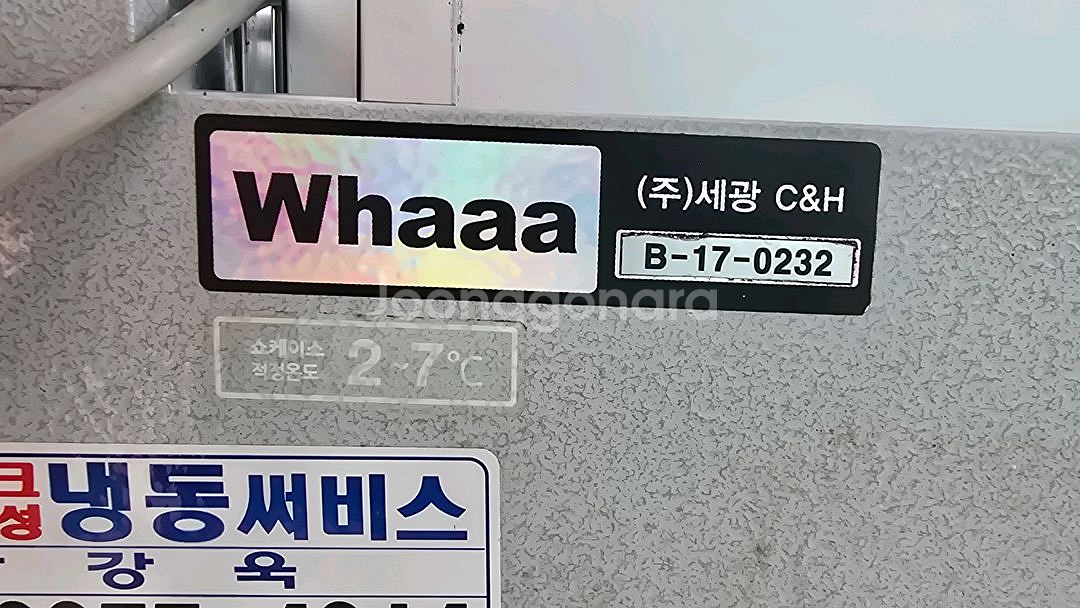 Whaaa
(주)세광 C&H
B-17-0232
Joonggonara
쇼케이스
적정온도
2~7℃
냉동써비스
강욱